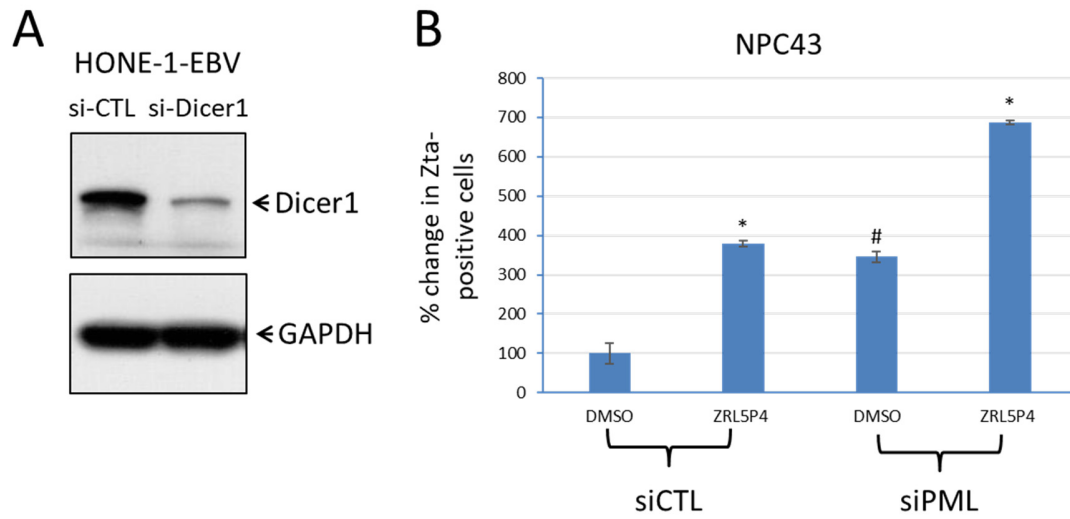 A
HONE-1-EBV
si-CTL si-Dicer1
Dicer1
GAPDH
B
NPC43
% change in Zta-
positive cells
800
700
600
500
400
300
200
100
0
*
#
*
DMSO ZRL5P4 DMSO ZRL5P4
siCTL siPML